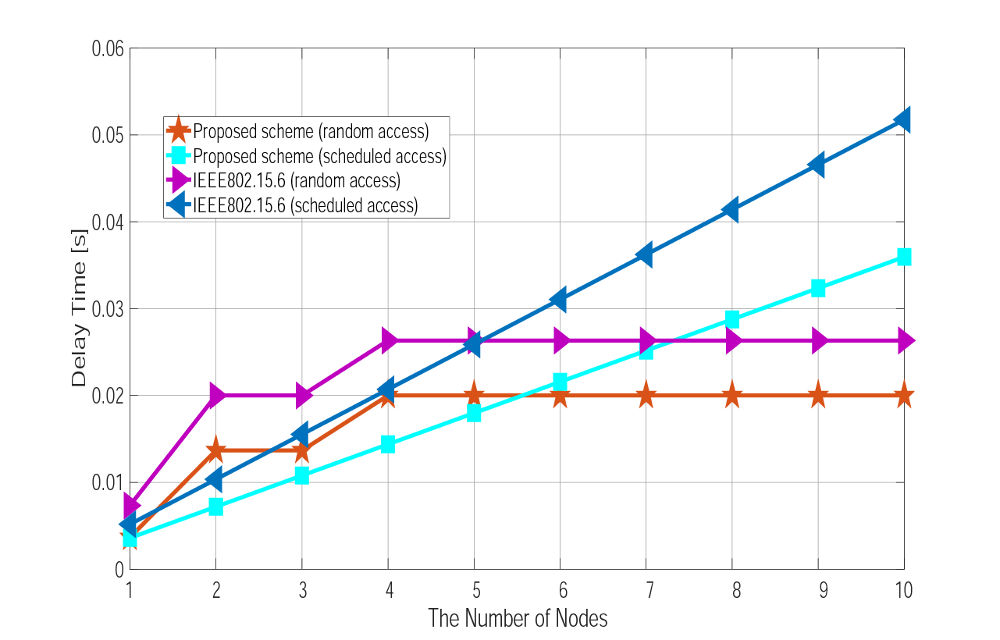 0.06
0.05
0.04
0.03
0.02
0.01
0
Delay Time [s]
Proposed scheme (random access)
Proposed scheme (scheduled access)
IEEE802.15.6 (random access)
IEEE802.15.6 (scheduled access)
1 2 3 4 5 6 7 8 9 10
The Number of Nodes